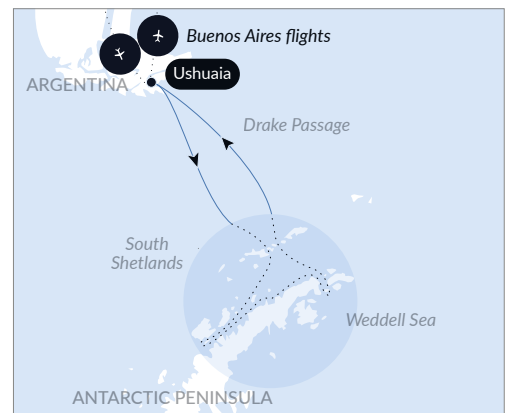 Buenos Aires flights
Ushuaia
ARGENTINA
Drake Passage
South
Shetlands
Weddell Sea
ANTARCTIC PENINSULA